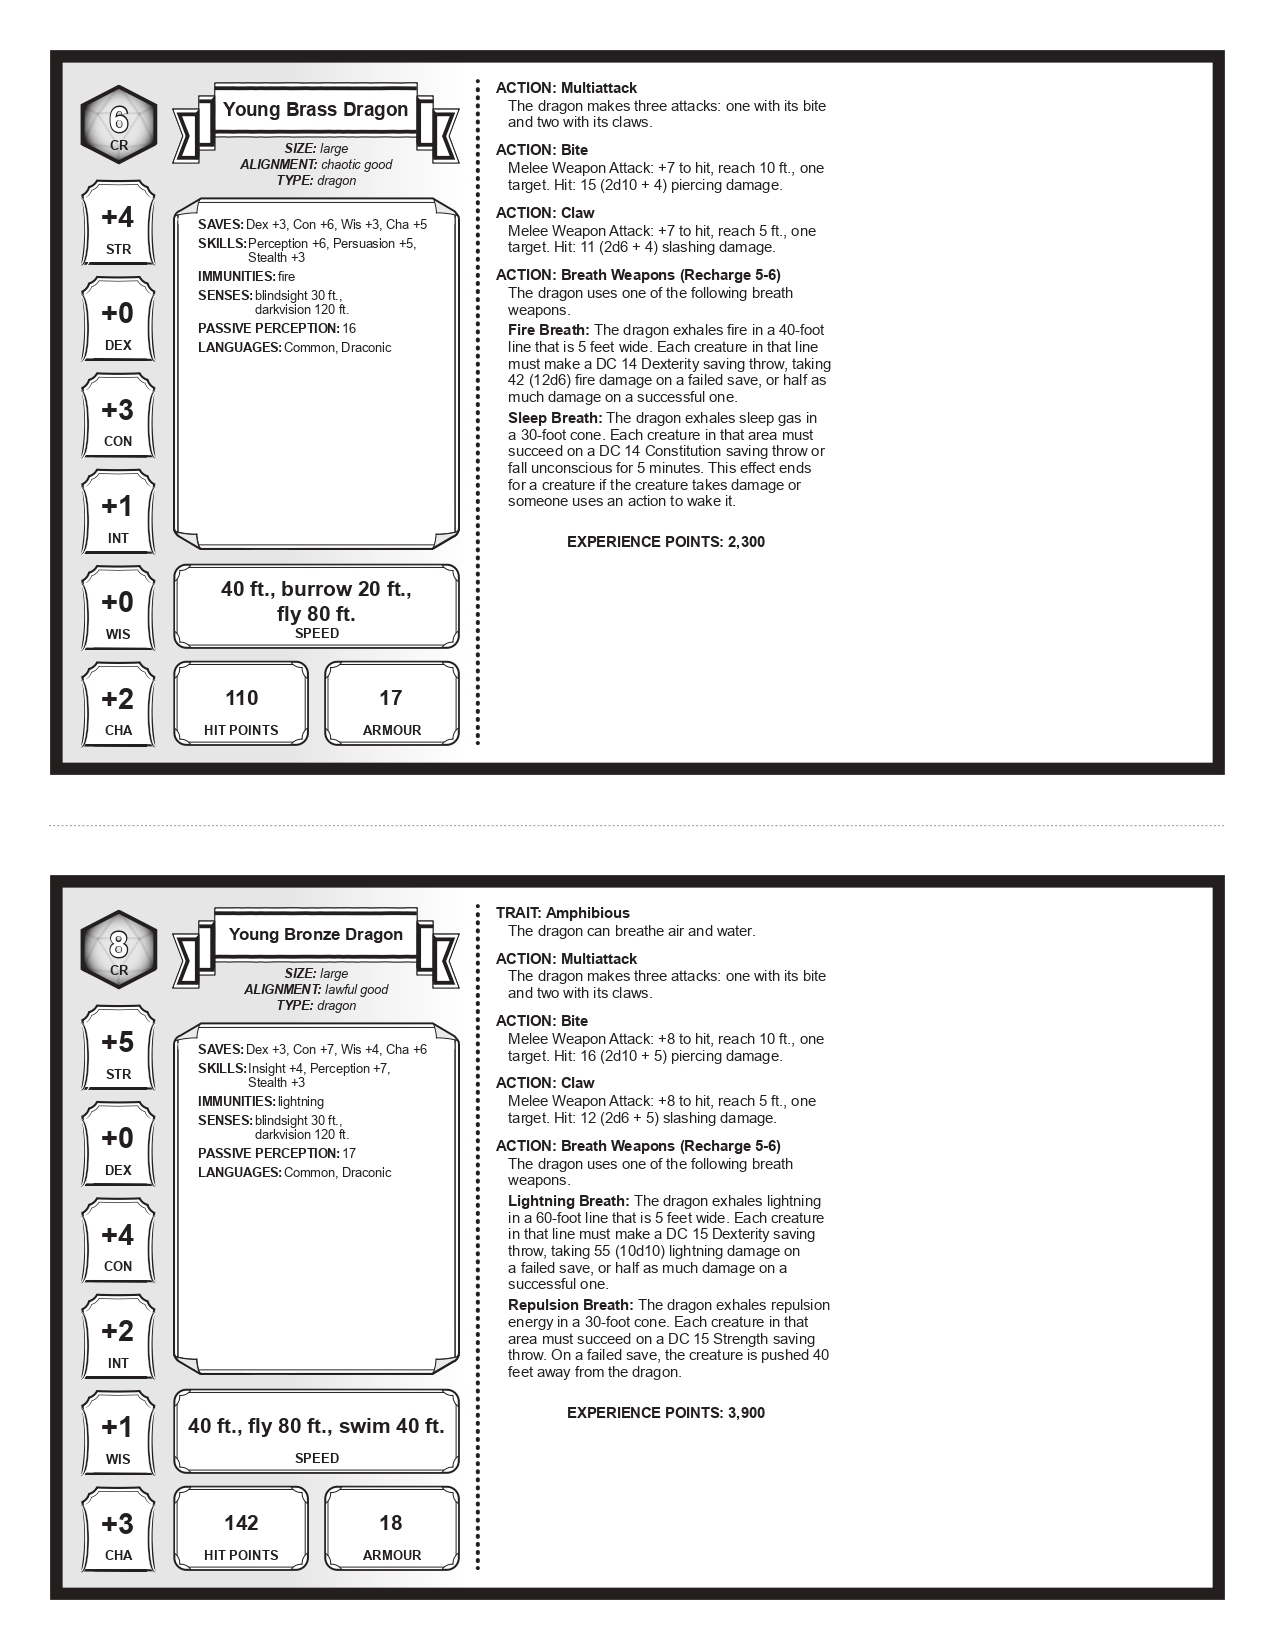 6
CR
Young Brass Dragon
SIZE: large
ALIGNMENT: chaotic good
TYPE: dragon
+4
STR
+0
DEX
+3
CON
+1
INT
+0
WIS
+2
CHA
SAVES: Dex +3, Con +6, Wis +3, Cha +5
SKILLS: Perception +6, Persuasion +5,
Stealth +3
IMMUNITIES: fire
SENSES: blindsight 30 ft.,
darkvision 120 ft.
PASSIVE PERCEPTION: 16
LANGUAGES: Common, Draconic
40 ft., burrow 20 ft.,
fly 80 ft.
SPEED
110
HIT POINTS
17
ARMOUR
ACTION: Multiattack
The dragon makes three attacks: one with its bite
and two with its claws.
ACTION: Bite
Melee Weapon Attack: +7 to hit, reach 10 ft., one
target. Hit: 15 (2d10 + 4) piercing damage.
ACTION: Claw
Melee Weapon Attack: +7 to hit, reach 5 ft., one
target. Hit: 11 (2d6 + 4) slashing damage.
ACTION: Breath Weapons (Recharge 5-6)
The dragon uses one of the following breath
weapons.
Fire Breath: The dragon exhales fire in a 40-foot
line that is 5 feet wide. Each creature in that line
must make a DC 14 Dexterity saving throw, taking
42 (12d6) fire damage on a failed save, or half as
much damage on a successful one.
Sleep Breath: The dragon exhales sleep gas in
a 30-foot cone. Each creature in that area must
succeed on a DC 14 Constitution saving throw or
fall unconscious for 5 minutes. This effect ends
for a creature if the creature takes damage or
someone uses an action to wake it.
EXPERIENCE POINTS: 2,300
8
CR
Young Bronze Dragon
SIZE: large
ALIGNMENT: lawful good
TYPE: dragon
+5
STR
+0
DEX
+4
CON
+2
INT
+1
WIS
+3
CHA
SAVES: Dex +3, Con +7, Wis +4, Cha +6
SKILLS: Insight +4, Perception +7,
Stealth +3
IMMUNITIES: lightning
SENSES: blindsight 30 ft.,
darkvision 120 ft.
PASSIVE PERCEPTION: 17
LANGUAGES: Common, Draconic
40 ft., fly 80 ft., swim 40 ft.
SPEED
142
HIT POINTS
18
ARMOUR
TRAIT: Amphibious
The dragon can breathe air and water.
ACTION: Multiattack
The dragon makes three attacks: one with its bite
and two with its claws.
ACTION: Bite
Melee Weapon Attack: +8 to hit, reach 10 ft., one
target. Hit: 16 (2d10 + 5) piercing damage.
ACTION: Claw
Melee Weapon Attack: +8 to hit, reach 5 ft., one
target. Hit: 12 (2d6 + 5) slashing damage.
ACTION: Breath Weapons (Recharge 5-6)
The dragon uses one of the following breath
weapons.
Lightning Breath: The dragon exhales lightning
in a 60-foot line that is 5 feet wide. Each creature
in that line must make a DC 15 Dexterity saving
throw, taking 55 (10d10) lightning damage on
a failed save, or half as much damage on a
successful one.
Repulsion Breath: The dragon exhales repulsion
energy in a 30-foot cone. Each creature in that
area must succeed on a DC 15 Strength saving
throw. On a failed save, the creature is pushed 40
feet away from the dragon.
EXPERIENCE POINTS: 3,900